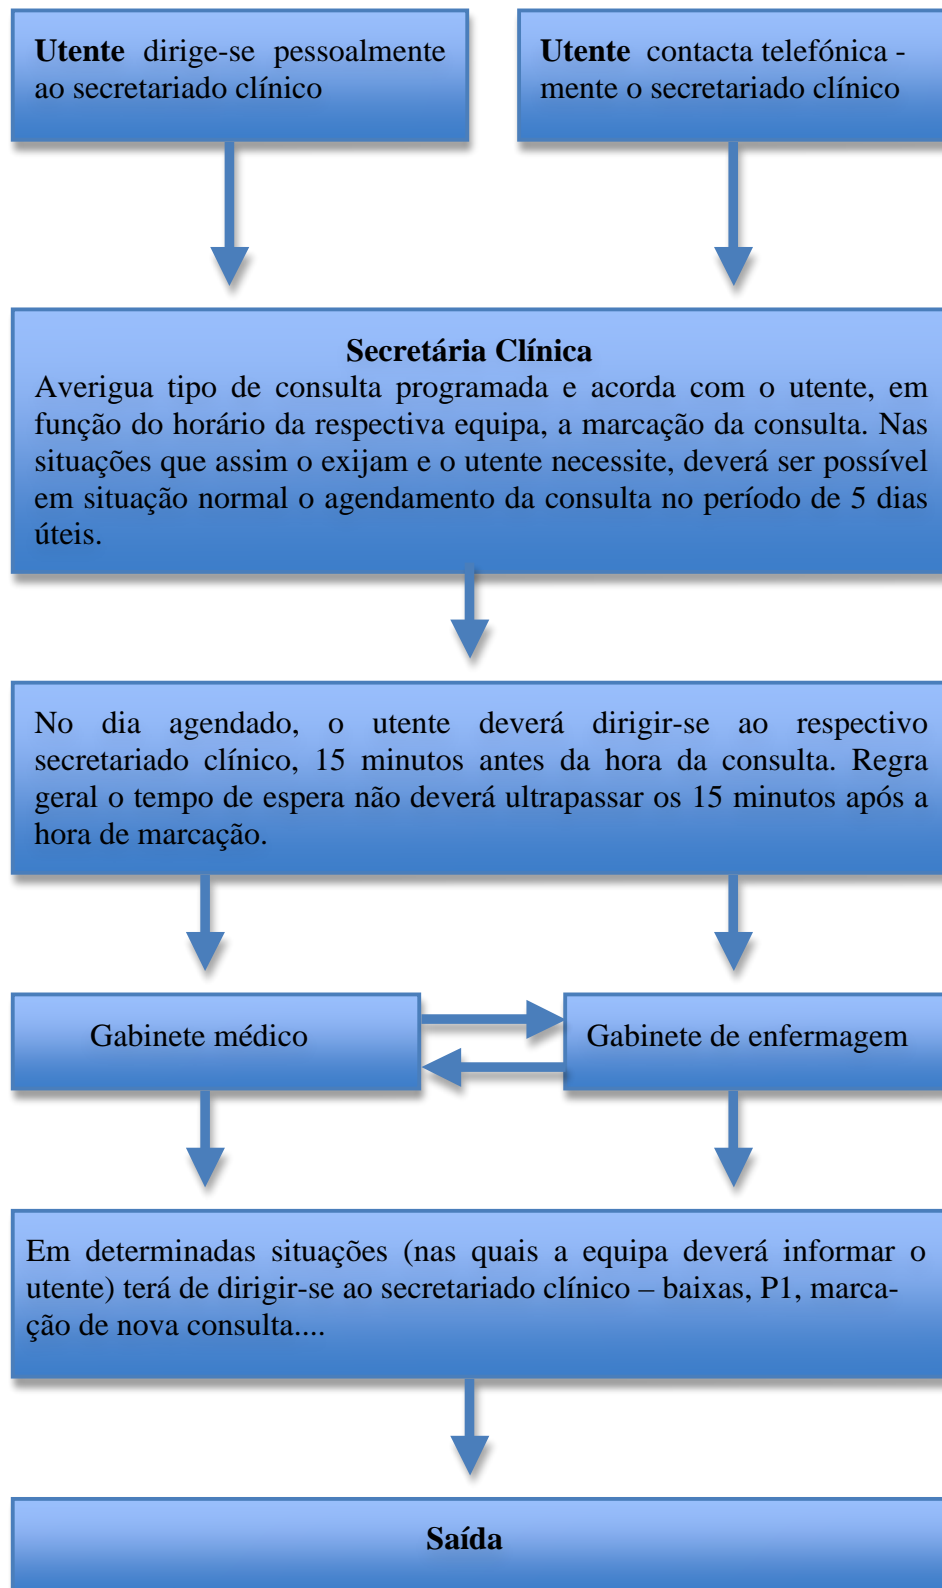 Utente dirige-se pessoalmente
ao secretariado clínico
Utente contacta telefónica -
mente o secretariado clínico
Secretária Clínica
Averigua tipo de consulta programada e acorda com o utente, em
função do horário da respectiva equipa, a marcação da consulta. Nas
situações que assim o exijam e o utente necessite, deverá ser possível
em situação normal o agendamento da consulta no período de 5 dias
úteis.
No dia agendado, o utente deverá dirigir-se ao respectivo
secretariado clínico, 15 minutos antes da hora da consulta. Regra
geral o tempo de espera não deverá ultrapassar os 15 minutos após a
hora de marcação.
Gabinete médico
Gabinete de enfermagem
Em determinadas situações (nas quais a equipa deverá informar o
utente) terá de dirigir-se ao secretariado clínico – baixas, P1, marca-
ção de nova consulta....
Saída